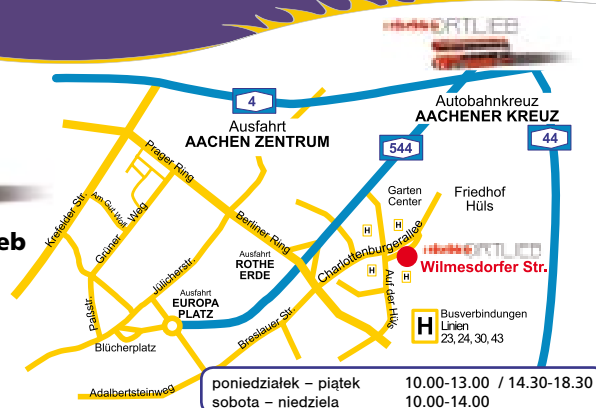 ORTLIEB
4
Ausfahrt
AACHEN ZENTRUM
Autobahnkreuz
AACHENER KREUZ
544
44
Prager Ring
Krefelder Str.
Am Gut Wolf
Grüner Weg
Berliner Ring
Garten
Center
Friedhof
Hüls
eb
H
H
H
H
Charlottenburgerallee
ORTLIEB
Wilmesdorfer Str.
Ausfahrt
ROTHE
ERDE
Jülicherstr.
Ausfahrt
EUROPA
PLATZ
Auf der Hüls
Paßstr.
Breslauer Str.
Blücherplatz
H
Busverbindungen
Linien
23, 24, 30, 43
Adalbertsteinweg
poniedziałek – piątek 10.00-13.00 / 14.30-18.30
sobota – niedziela 10.00-14.00